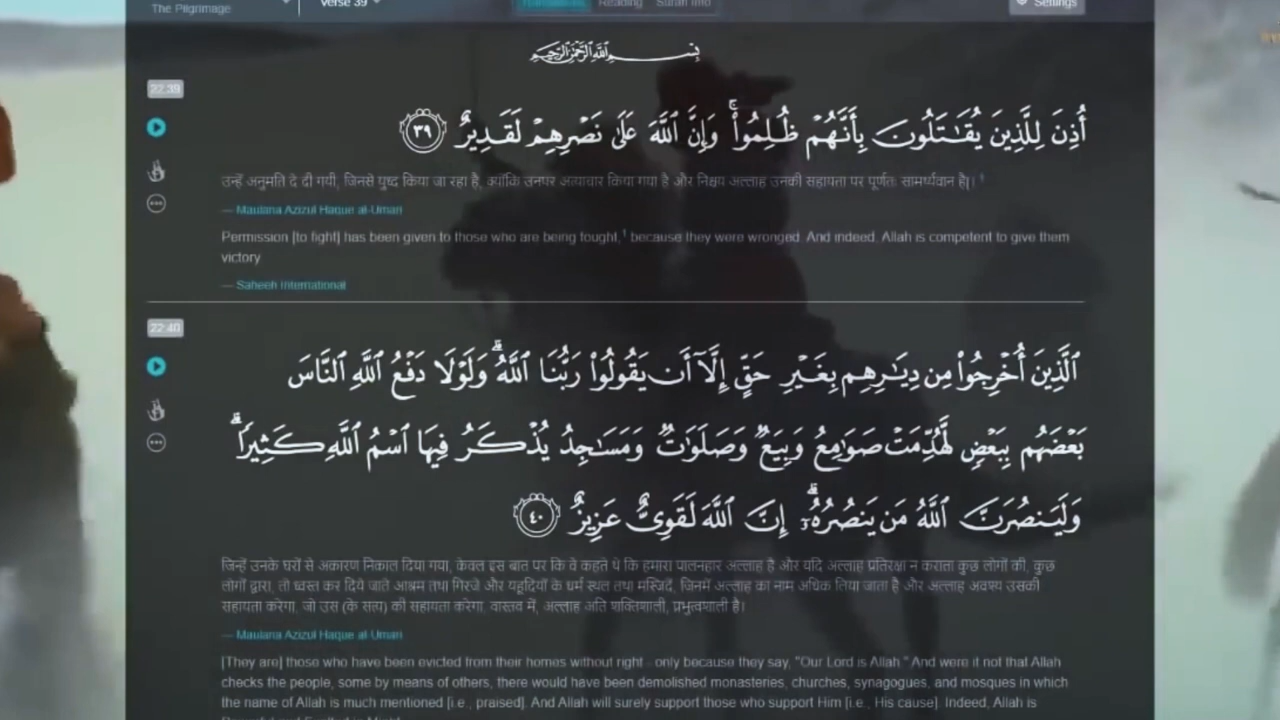 The Pilgrimage
Verse 39
Translations Reading Surah Info
Settings
بِسْمِ اللَّهِ الرَّحْمَٰنِ الرَّحِيمِ
22:39
أُذِنَ لِلَّذِينَ يُقَٰتَلُونَ بِأَنَّهُمْ ظُلِمُوا۟ ۚ وَإِنَّ ٱللَّهَ عَلَىٰ نَصْرِهِمْ لَقَدِيرٌ ٣٩
उन्हें अनुमति दे दी गयी, जिनसे युध्द किया जा रहा है, क्योंकि उनपर अत्याचार किया गया है और निश्चय अल्लाह उनकी सहायता पर पूर्णतः सामर्थ्यवान है[। ¹
— Maulana Azizul Haque al-Umari
Permission [to fight] has been given to those who are being fought,¹ because they were wronged. And indeed, Allah is competent to give them
victory
— Saheeh International
22:40
ٱلَّذِينَ أُخْرِجُوا۟ مِن دِيَٰرِهِم بِغَيْرِ حَقٍّ إِلَّآ أَن يَقُولُوا۟ رَبُّنَا ٱللَّهُ ۗ وَلَوْلَا دَفْعُ ٱللَّهِ ٱلنَّاسَ
بَعْضَهُم بِبَعْضٍ لَّهُدِّمَتْ صَوَٰمِعُ وَبِيَعٌ وَصَلَوَٰتٌ وَمَسَٰجِدُ يُذْكَرُ فِيهَا ٱسْمُ ٱللَّهِ كَثِيرًا ۗ
وَلَيَنصُرَنَّ ٱللَّهُ مَن يَنصُرُهُۥٓ ۗ إِنَّ ٱللَّهَ لَقَوِىٌّ عَزِيزٌ ٤٠
जिन्हें उनके घरों से अकारण निकाल दिया गया, केवल इस बात पर कि वे कहते थे कि हमारा पालनहार अल्लाह है और यदि अल्लाह प्रतिरक्षा न कराता कुछ लोगों की, कुछ
लोगों द्वारा, तो ध्वस्त कर दिये जाते आश्रम तथा गिरजे और यहूदियों के धर्म स्थल तथा मस्जिदें, जिनमें अल्लाह का नाम अधिक लिया जाता है और अल्लाह अवश्य उसकी
सहायता करेगा, जो उस (के सत्य) की सहायता करेगा, वास्तव में, अल्लाह अति शक्तिशाली, प्रभुत्वशाली है।
— Maulana Azizul Haque al-Umari
[They are] those who have been evicted from their homes without right - only because they say, "Our Lord is Allah." And were it not that Allah
checks the people, some by means of others, there would have been demolished monasteries, churches, synagogues, and mosques in which
the name of Allah is much mentioned [i.e., praised]. And Allah will surely support those who support Him [i.e., His cause]. Indeed, Allah is